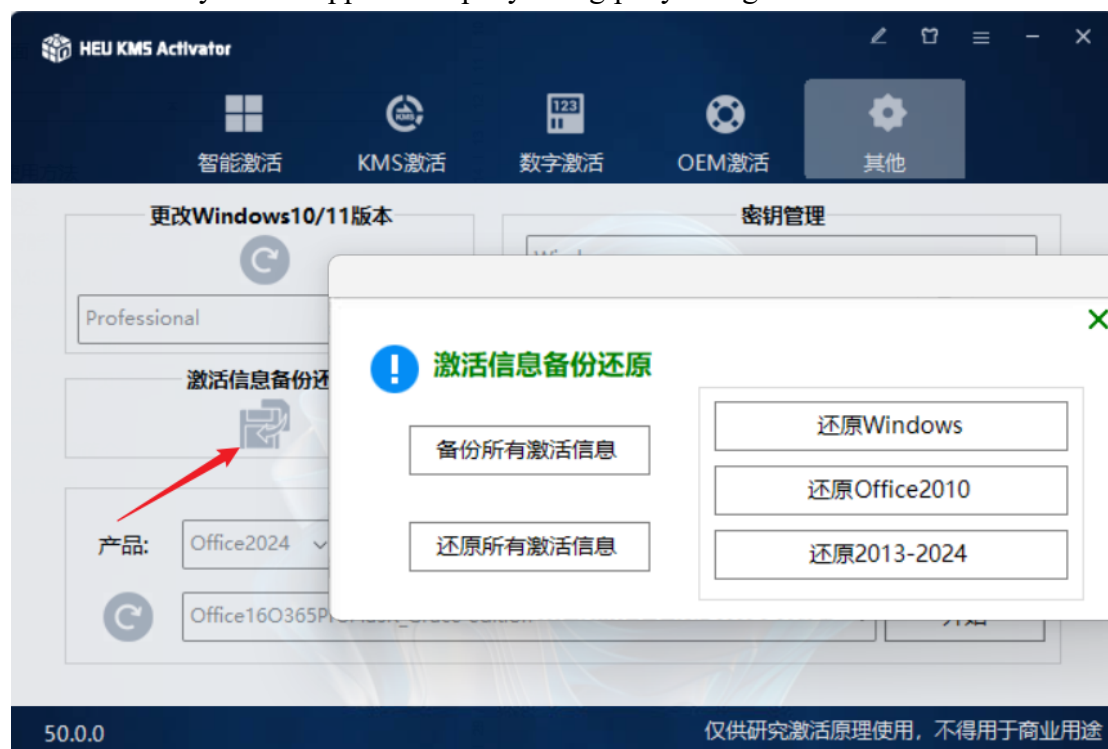 HEU KMS Activator
智能激活
KMS激活
数字激活
OEM激活
其他
更改Windows10/11版本
密钥管理
Professional
激活信息备份还
激活信息备份还原
备份所有激活信息
还原所有激活信息
还原Windows
还原Office2010
还原2013-2024
产品:
Office2024
50.0.0
仅供研究激活原理使用，不得用于商业用途